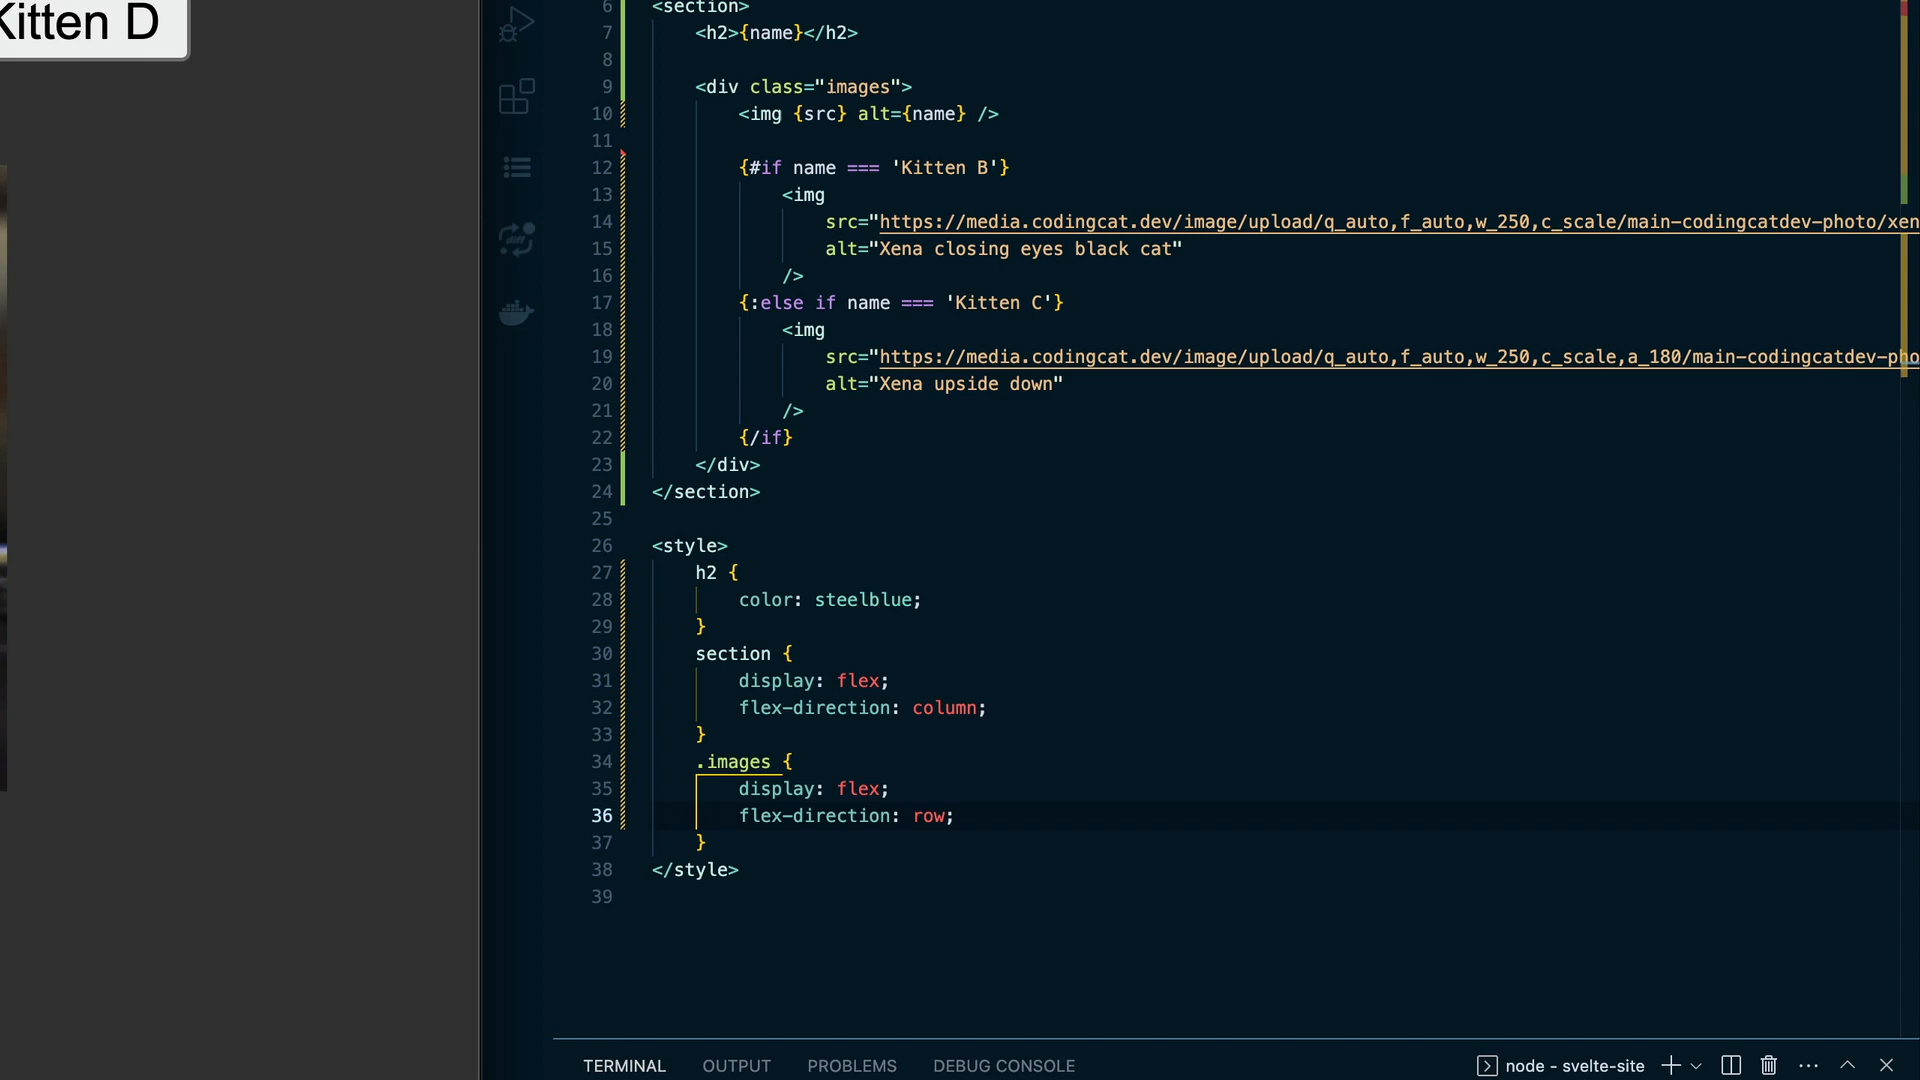 Kitten D
6 <section>
7 <h2>{name}</h2>
8
9 <div class="images">
10 <img {src} alt={name} />
11
12 {#if name === 'Kitten B'}
13 <img
14 src="https://media.codingcat.dev/image/upload/q_auto,f_auto,w_250,c_scale/main-codingcatdev-photo/xen
15 alt="Xena closing eyes black cat"
16 />
17 {:else if name === 'Kitten C'}
18 <img
19 src="https://media.codingcat.dev/image/upload/q_auto,f_auto,w_250,c_scale,a_180/main-codingcatdev-pho
20 alt="Xena upside down"
21 />
22 {/if}
23 </div>
24 </section>
25
26 <style>
27 h2 {
28 color: steelblue;
29 }
30 section {
31 display: flex;
32 flex-direction: column;
33 }
34 .images {
35 display: flex;
36 flex-direction: row;
37 }
38 </style>
39
TERMINAL OUTPUT PROBLEMS DEBUG CONSOLE node - svelte-site